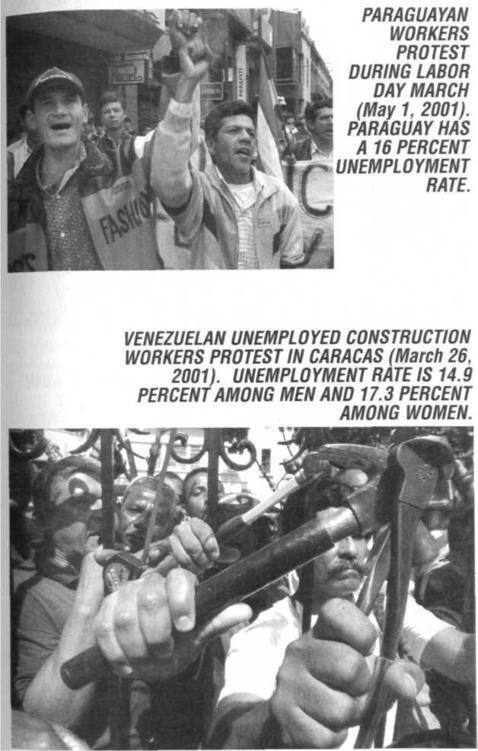 PARAGUAYAN
WORKERS
PROTEST
DURING LABOR
DAY MARCH
(May 1, 2001).
PARAGUAY HAS
A 16 PERCENT
UNEMPLOYMENT
RATE.
FASHION
VENEZUELAN UNEMPLOYED CONSTRUCTION
WORKERS PROTEST IN CARACAS (March 26,
2001). UNEMPLOYMENT RATE IS 14.9
PERCENT AMONG MEN AND 17.3 PERCENT
AMONG WOMEN.